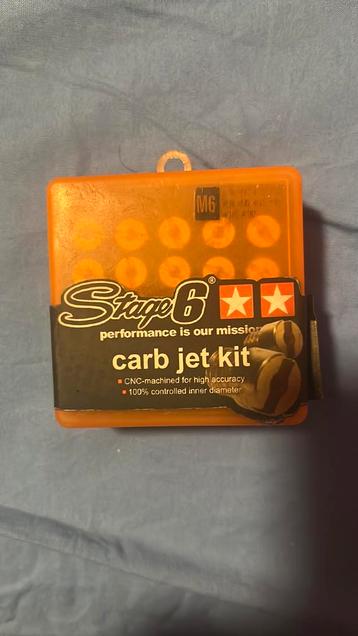 M6
Stage6®
performance is our mission
carb jet kit
CNC-machined for high accuracy
100% controlled inner diameter